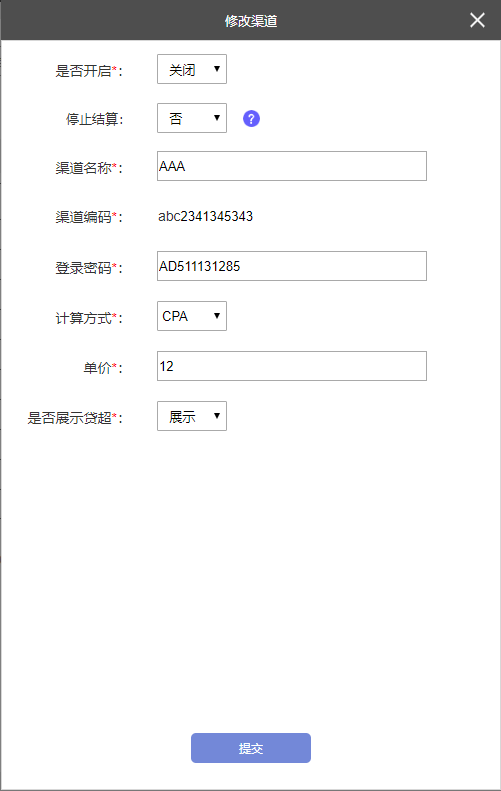 修改渠道
是否开启*: 关闭
停止结算: 否 ?
渠道名称*: AAA
渠道编码*: abc2341345343
登录密码*: AD511131285
计算方式*: CPA
单价*: 12
是否展示贷超*: 展示
提交